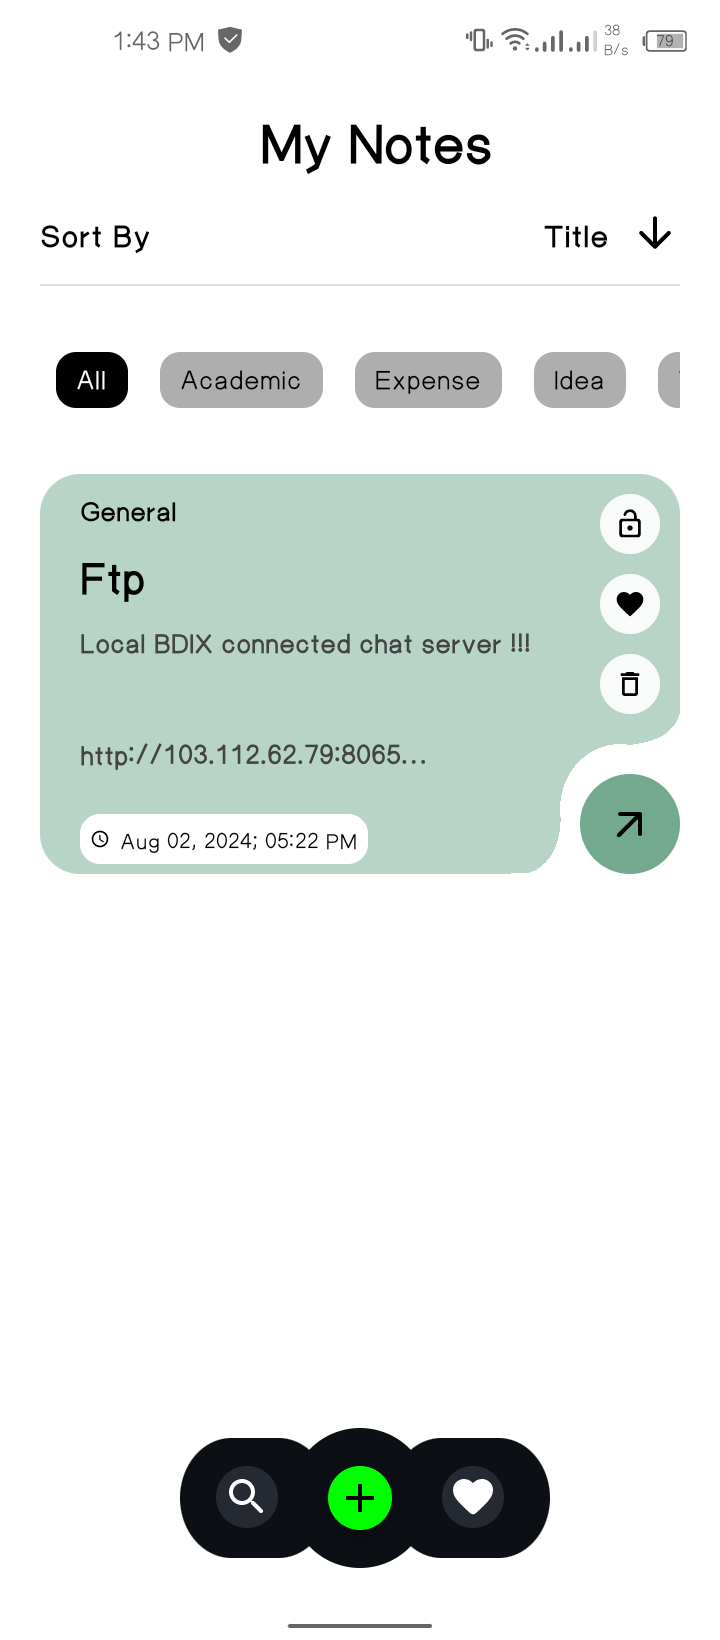 1:43 PM
38
B/s
79
My Notes
Sort By
Title
All
Academic
Expense
Idea
General
Ftp
Local BDIX connected chat server !!!
http://103.112.62.79:8065...
Aug 02, 2024; 05:22 PM